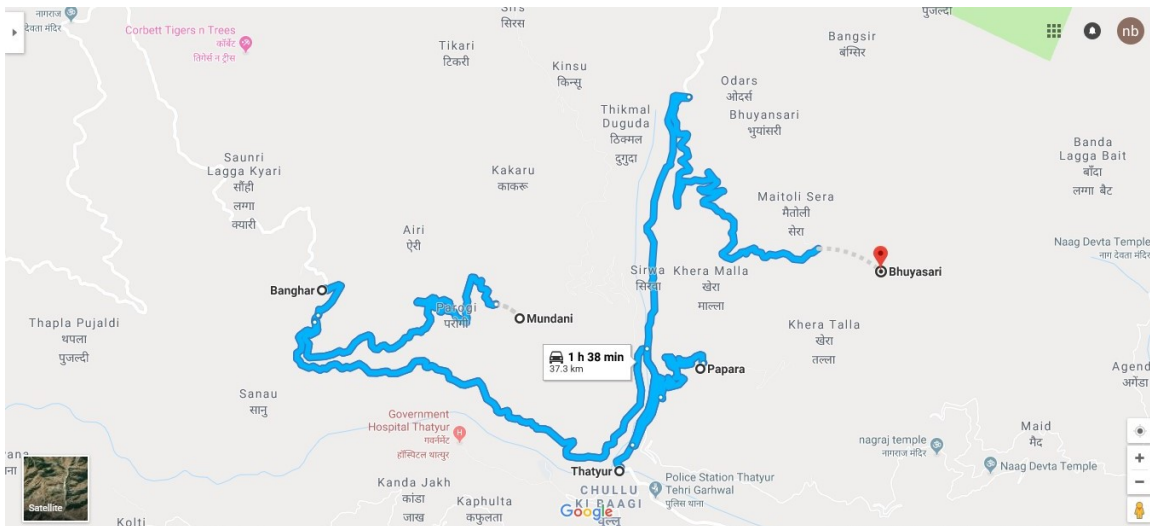 नागराज
देवता मंदिर
Corbett Tigers n Trees
कॉर्बेट
तिगेर्स न ट्रीस
सिरस
Tikari
टिकरी
Kinsu
किन्सू
पुजल्दी
Bangsir
बंग्सिर
nb
Odars
ओदर्स
Thikmal
Duguda
ठिक्मल
दुगुदा
Bhuyansari
भुयांसरी
Saunri
Lagga Kyari
सौंही
लग्गा
क्यारी
Kakaru
काकरू
Banda
Lagga Bait
बाँदा
लग्गा बैट
Maitoli Sera
मैतोली
सेरा
Airi
ऐरी
Naag Devta Temple
नाग देवता मंदिर
Sirwa
सिरवा
Khera Malla
खेरा
माल्ला
Bhuyasari
Banghar
Parogi
परोगी
Mundani
Thapla Pujaldi
थपला
पुजल्दी
Khera Talla
खेरा
तल्ला
1 h 38 min
37.3 km
Papara
Agend
अगेंडा
Sanau
सानु
Government
Hospital Thatyur
गवर्नमेंट
हॉस्पिटल थात्युर
Maid
मैद
nagraj temple
नागराज मंदिर
Naag Devta Temple
Thatyur
Police Station Thatyur
Tehri Garhwal
पुलिस थाना
Kanda Jakh
कांडा
जाख
Kaphulta
कफुलता
CHULLU
KI BAAGI
Google
Satellite
Kolti